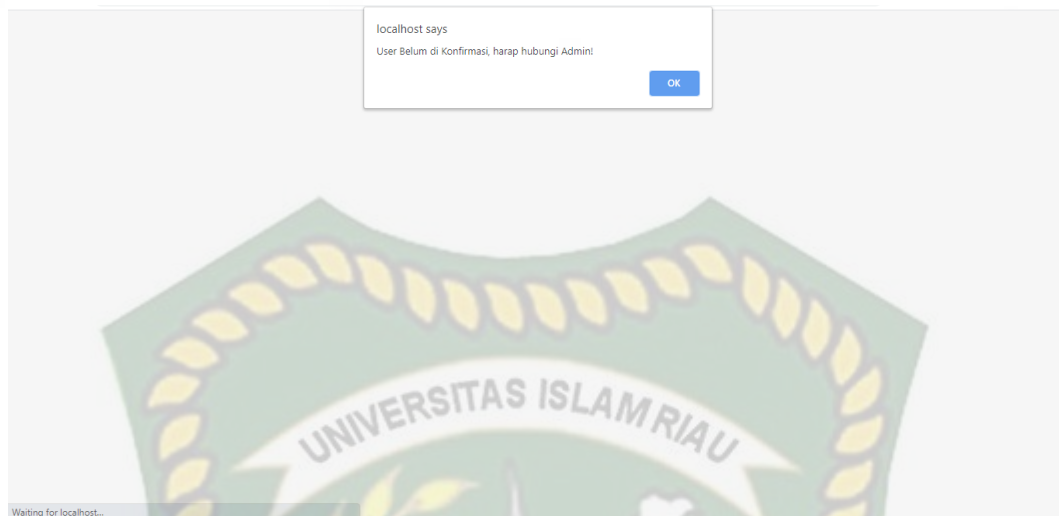 localhost says
User Belum di Konfirmasi, harap hubungi Admin!
OK
UNIVERSITAS ISLAM RIAU
Waiting for localhost...